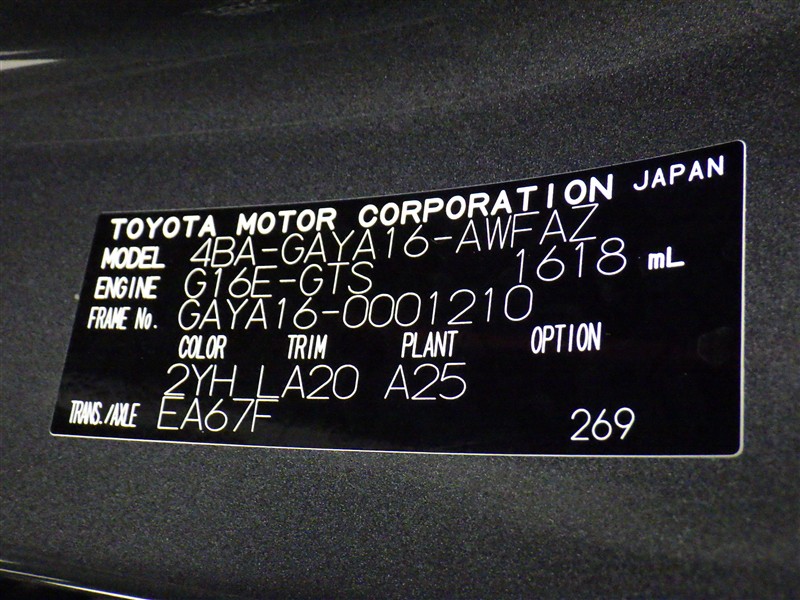 TOYOTA MOTOR CORPORATION JAPAN
MODEL 4BA-GAYA16-AWFAZ
ENGINE G16E-GTS 1618 mL
FRAME No. GAYA16-0001210
COLOR TRIM PLANT OPTION
2YH LA20 A25
TRANS./AXLE EA67F 269